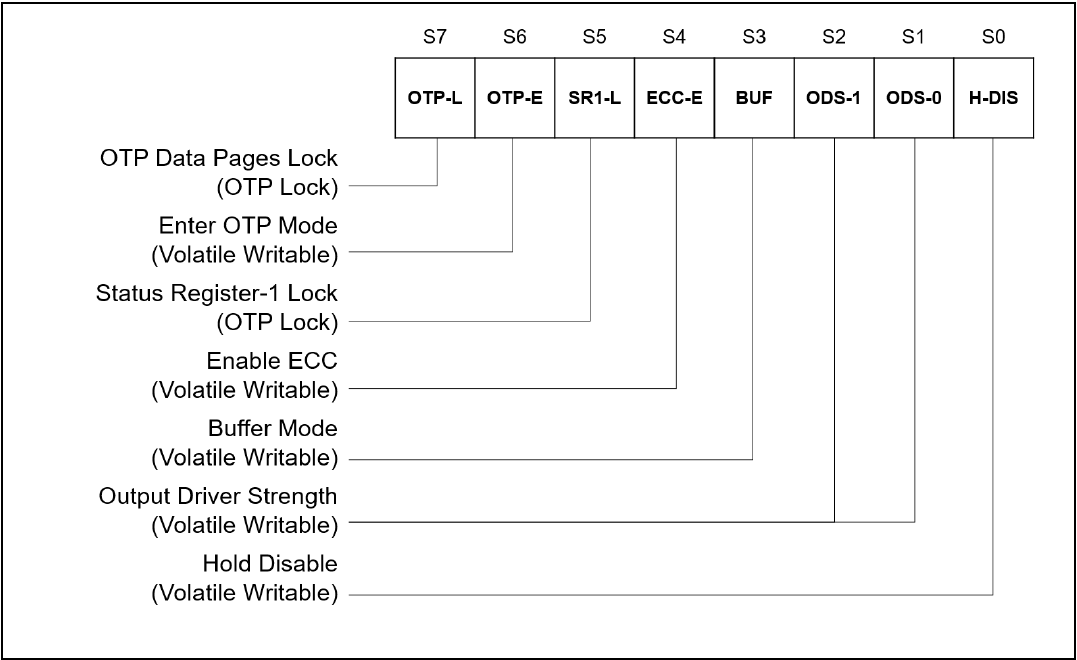 S7 S6 S5 S4 S3 S2 S1 S0
OTP-L OTP-E SR1-L ECC-E BUF ODS-1 ODS-0 H-DIS
OTP Data Pages Lock
(OTP Lock)
Enter OTP Mode
(Volatile Writable)
Status Register-1 Lock
(OTP Lock)
Enable ECC
(Volatile Writable)
Buffer Mode
(Volatile Writable)
Output Driver Strength
(Volatile Writable)
Hold Disable
(Volatile Writable)